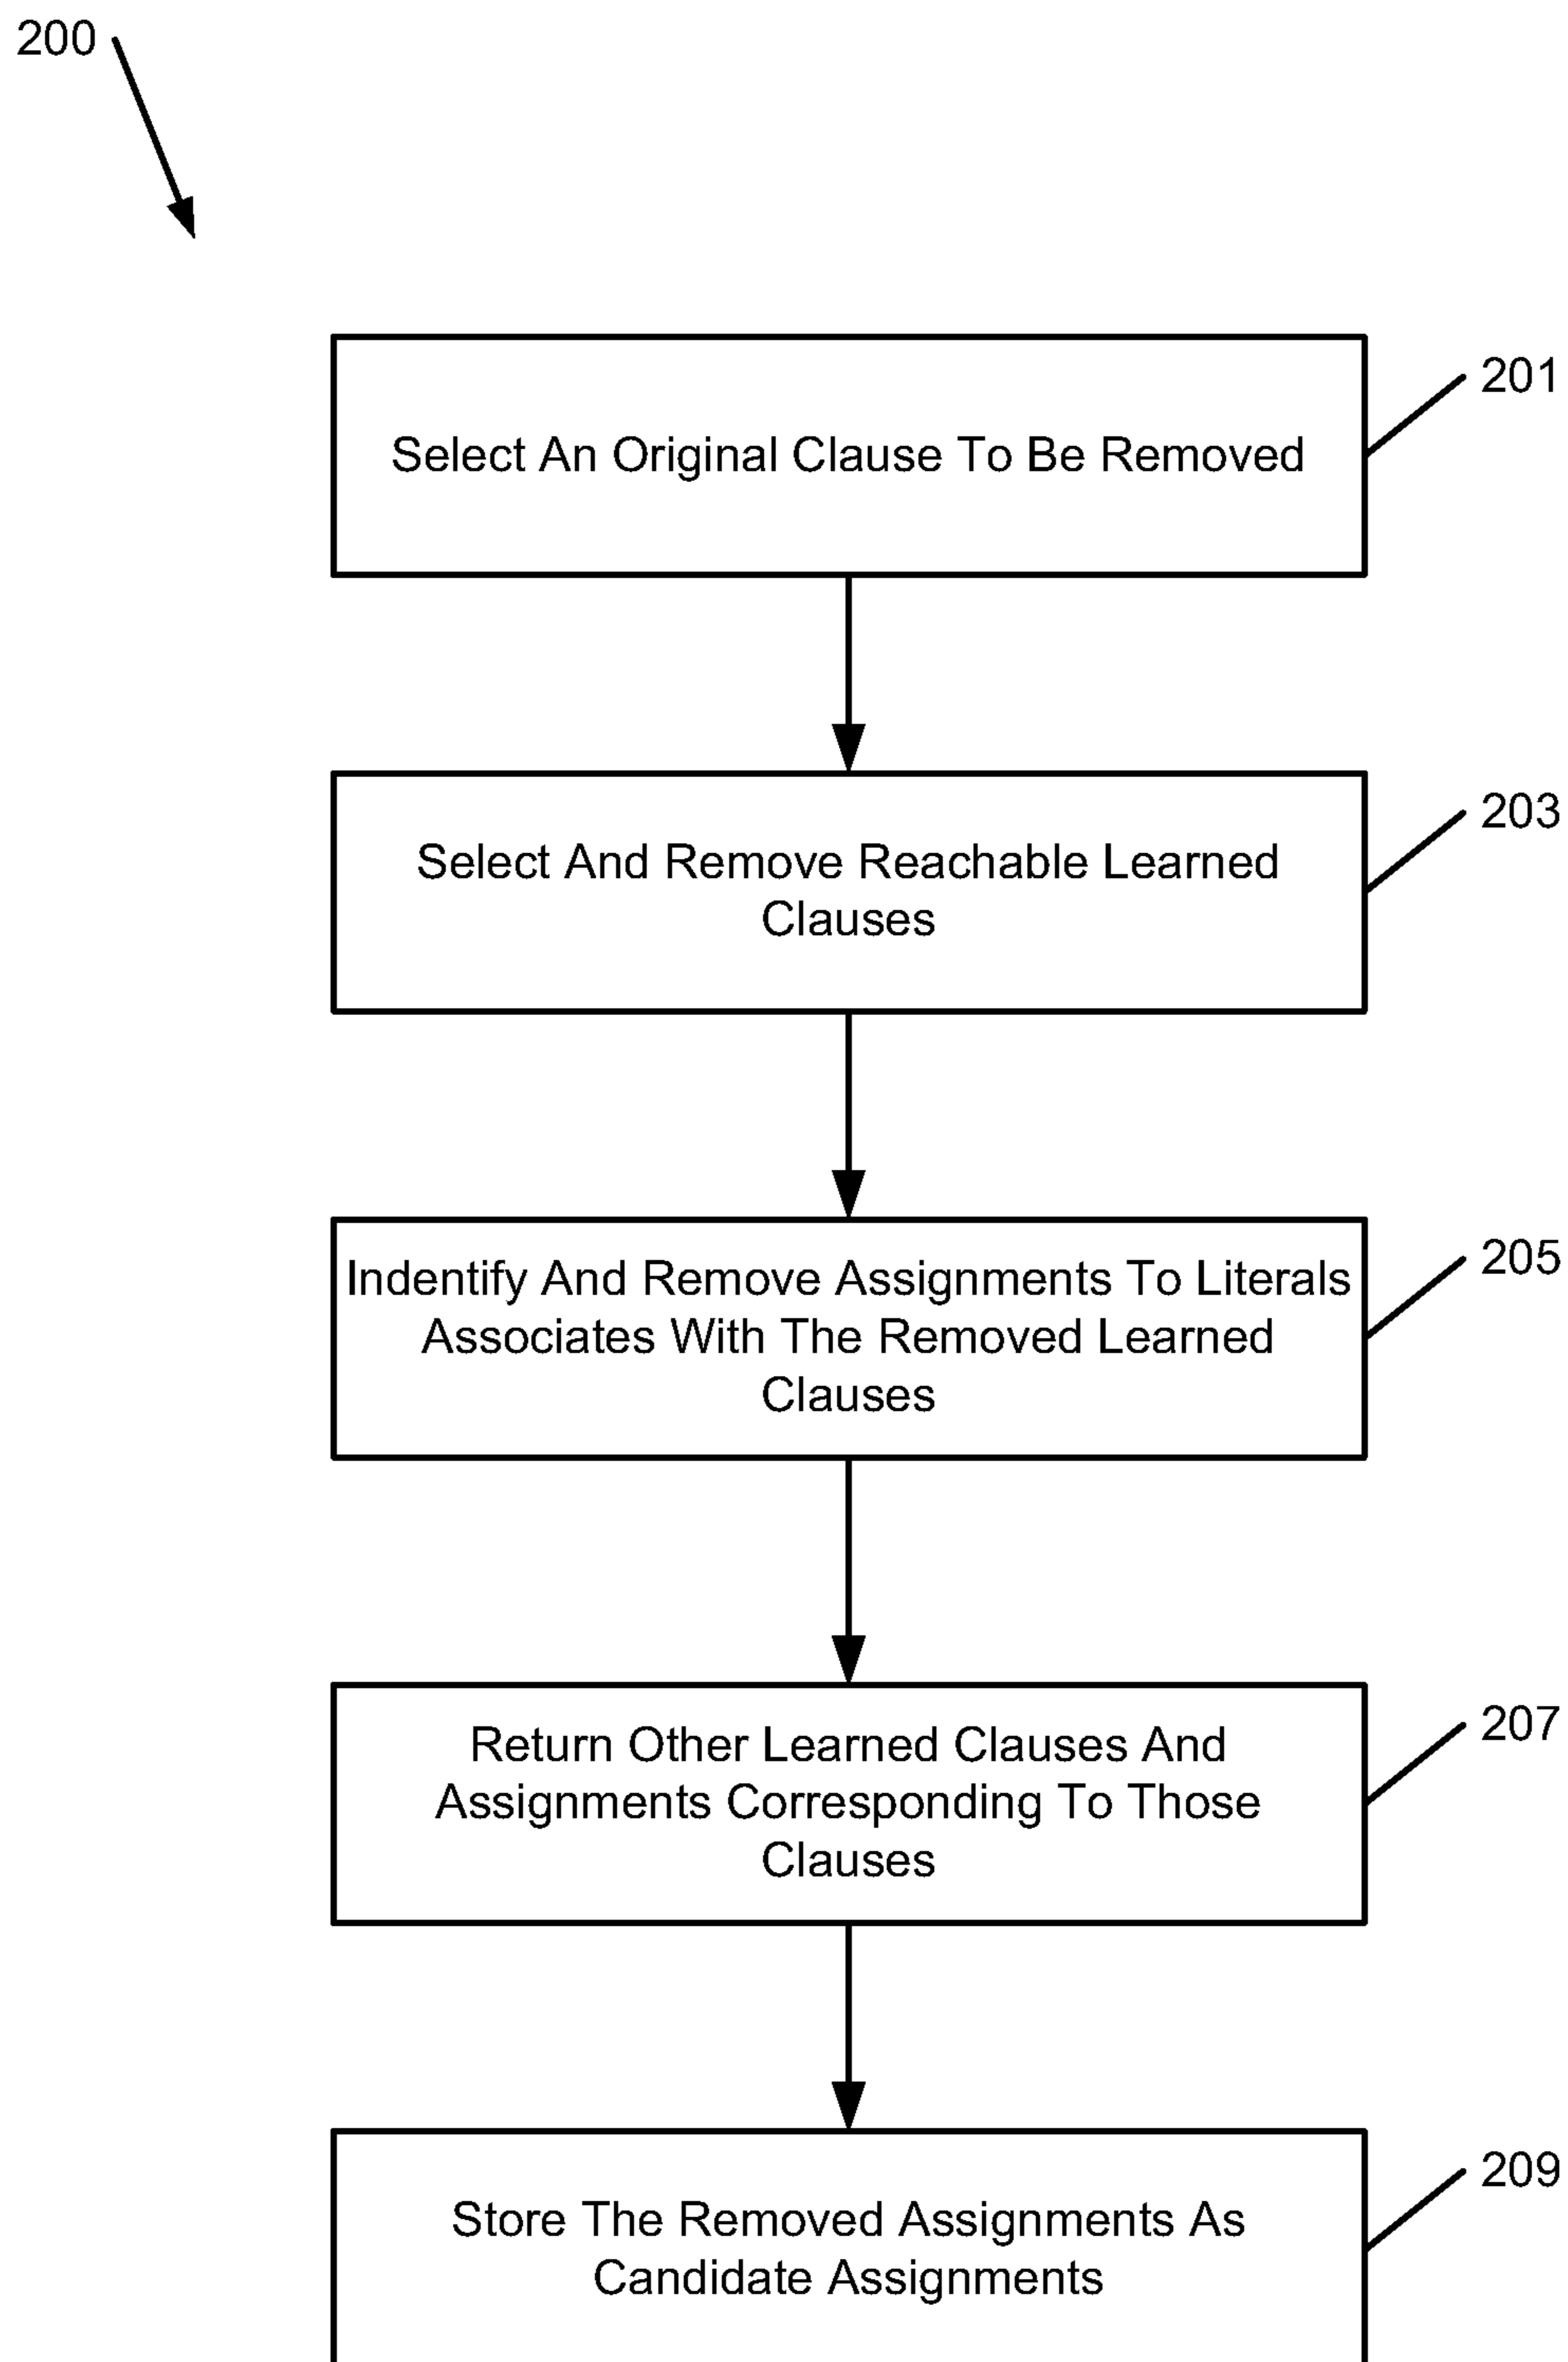 200
Select An Original Clause To Be Removed
201
Select And Remove Reachable Learned
Clauses
203
Indentify And Remove Assignments To Literals
Associates With The Removed Learned
Clauses
205
Return Other Learned Clauses And
Assignments Corresponding To Those
Clauses
207
Store The Removed Assignments As
Candidate Assignments
209